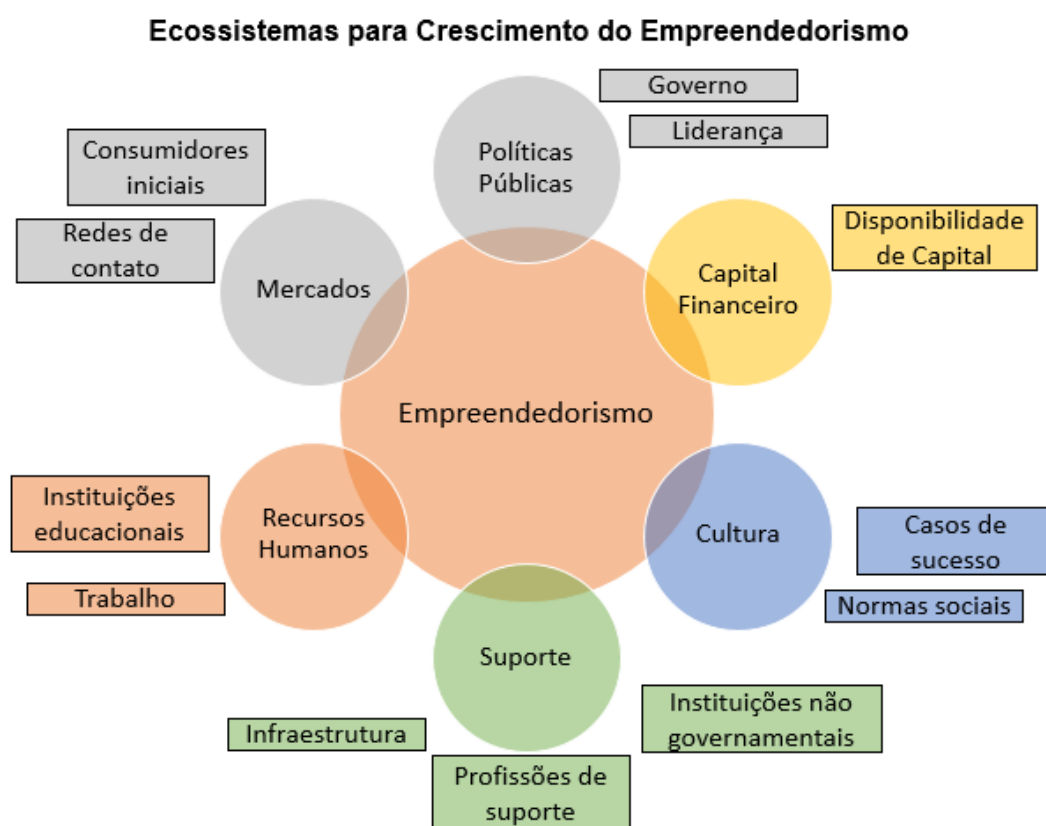 Ecossistemas para Crescimento do Empreendedorismo
Governo
Liderança
Políticas
Públicas
Consumidores
iniciais
Redes de
contato
Mercados
Disponibilidade
de Capital
Capital
Financeiro
Empreendedorismo
Instituições
educacionais
Trabalho
Recursos
Humanos
Cultura
Casos de
sucesso
Normas sociais
Suporte
Infraestrutura
Profissões de
suporte
Instituições não
governamentais